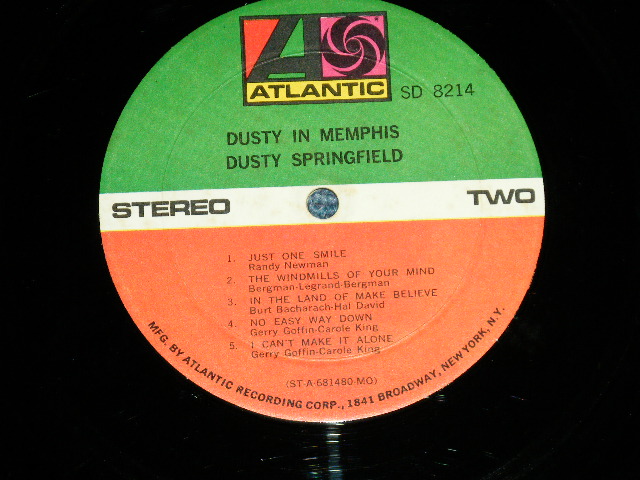 ATLANTIC
SD 8214
DUSTY IN MEMPHIS
DUSTY SPRINGFIELD
STEREO TWO
1. JUST ONE SMILE
Randy Newman
2. THE WINDMILLS OF YOUR MIND
Bergman-Legrand-Bergman
3. IN THE LAND OF MAKE BELIEVE
Burt Bacharach-Hal David
4. NO EASY WAY DOWN
Gerry Goffin-Carole King
5. I CAN'T MAKE IT ALONE
Gerry Goffin-Carole King
(ST-A-681480-MO)
MFG. BY ATLANTIC RECORDING CORP., 1841 BROADWAY, NEW YORK, N.Y.